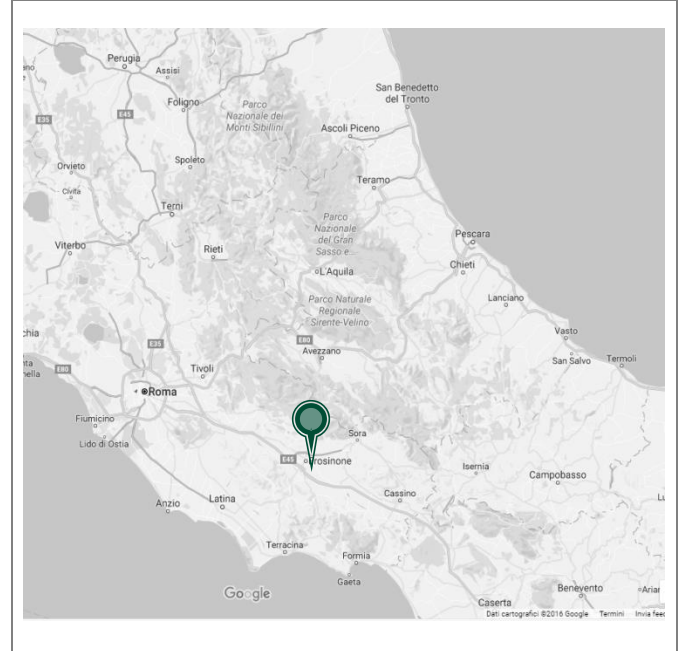 Perugia
Assisi
San Benedetto
del Tronto
Foligno
Parco
Nazionale dei
Monti Sibillini
E35
E45
Ascoli Piceno
Spoleto
Orvieto
Teramo
Civita
Terni
Parco
Nazionale
del Gran
Sasso e...
Pescara
Viterbo
Rieti
Chieti
L'Aquila
Lanciano
Parco Naturale
Regionale
Sirente-Velino
Vasto
E80
E35
Avezzano
San Salvo
Termoli
E80
Tivoli
Roma
Fiumicino
Sora
Lido di Ostia
E45
Frosinone
Isernia
Campobasso
Cassino
Latina
Anzio
Terracina
Formia
Gaeta
Google
Benevento
Caserta
Dati cartografici ©2016 Google Termini